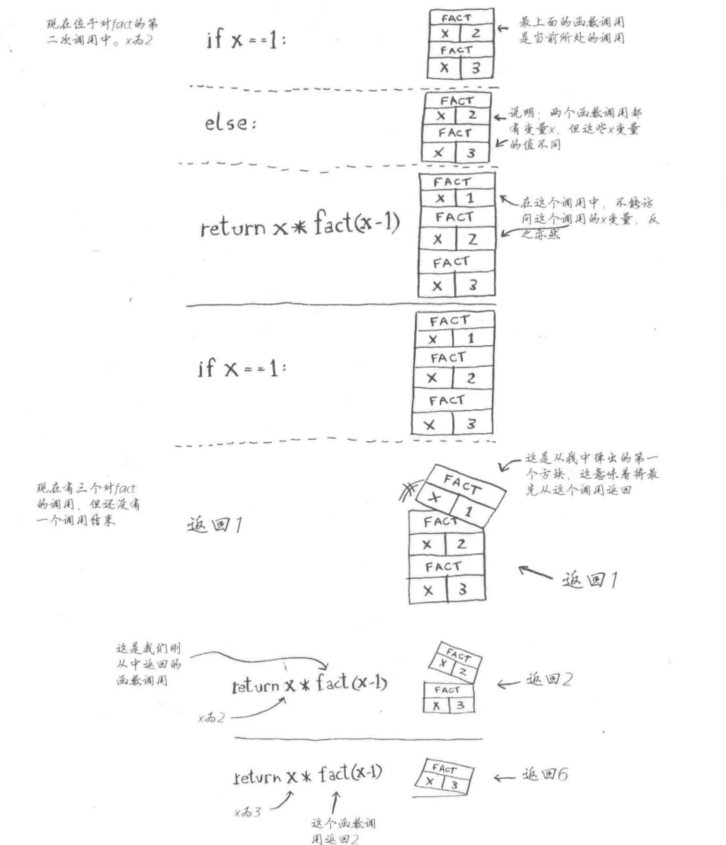 现在位于对fact的第
二次调用中。x为2
if x==1:
FACT
X 2
FACT
X 3
最上面的函数调用
是当前所处的调用
else:
FACT
X 2
FACT
X 3
说明：两个函数调用都
有变量x，但这些x变量
的值不同
return x*fact(x-1)
FACT
X 1
FACT
X 2
FACT
X 3
在这个调用中，不能访
问这个调用的x变量，反
之亦然
if x==1:
FACT
X 1
FACT
X 2
FACT
X 3
现在有三个对fact
的调用，但还没有
一个调用结束
返回1
FACT
X 1
FACT
X 2
FACT
X 3
这是从栈中弹出的第一
个方块，这意味着将最
先从这个调用返回
返回1
这是我们刚
从中返回的
函数调用
return x*fact(x-1)
x为2
FACT
X 2
FACT
X 3
返回2
return x*fact(x-1)
x为3
这个函数调
用返回2
FACT
X 3
返回6